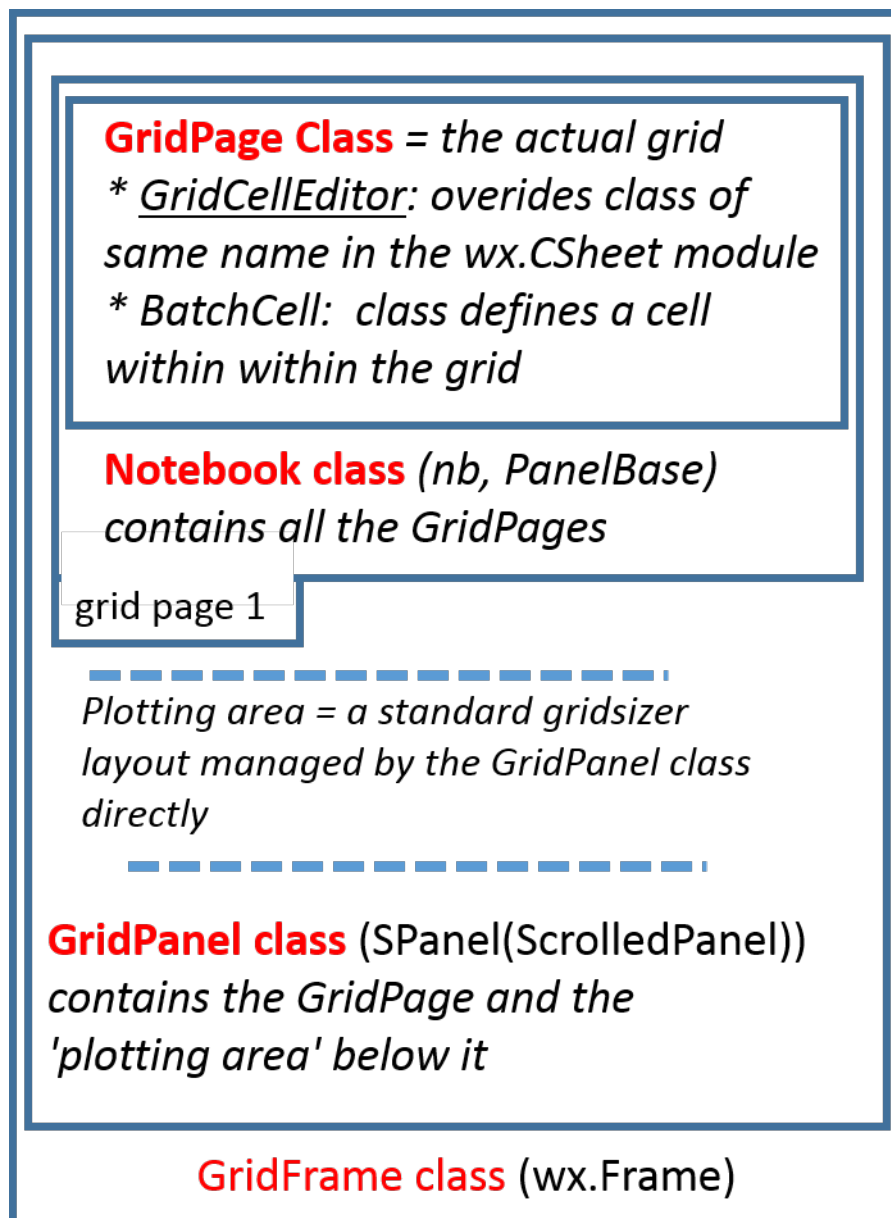 GridPage Class = the actual grid
* GridCellEditor: overides class of
same name in the wx.CSheet module
* BatchCell:  class defines a cell
within within the grid
Notebook class (nb, PanelBase)
contains all the GridPages
grid page 1
Plotting area = a standard gridsizer
layout managed by the GridPanel class
directly
GridPanel class (SPanel(ScrolledPanel))
contains the GridPage and the
'plotting area' below it
GridFrame class (wx.Frame)